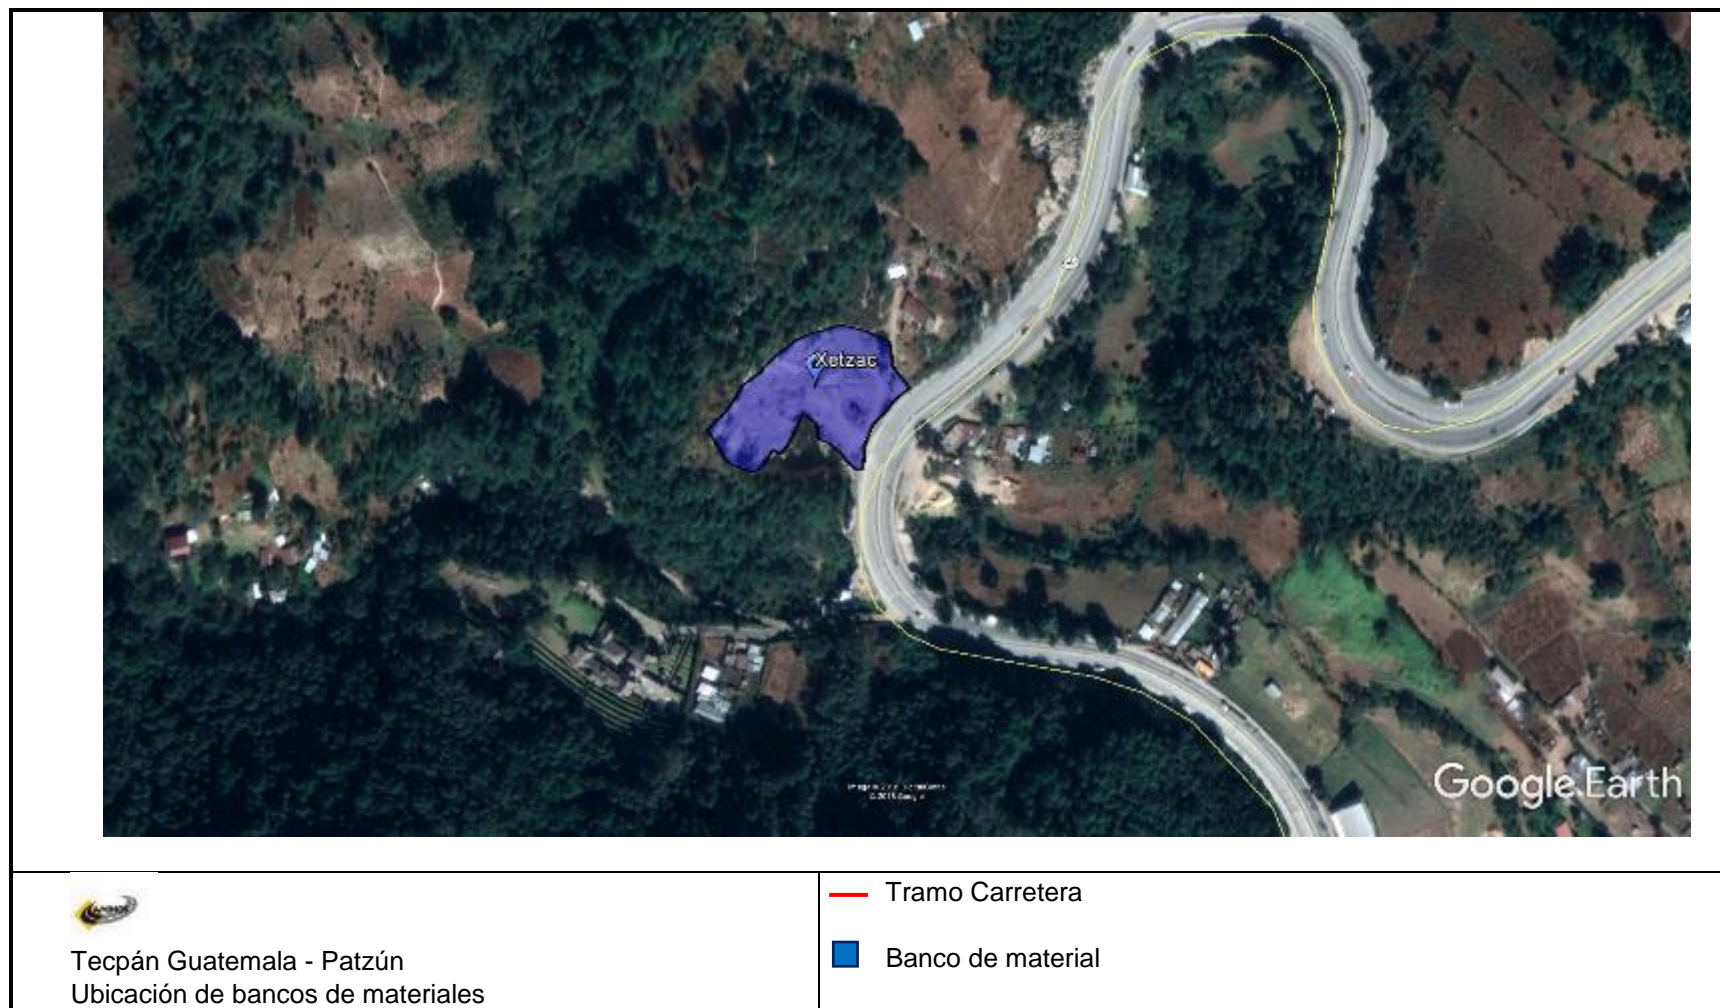 Xetzac
Google Earth
Tecpán Guatemala - Patzún
Ubicación de bancos de materiales
Tramo Carretera
Banco de material